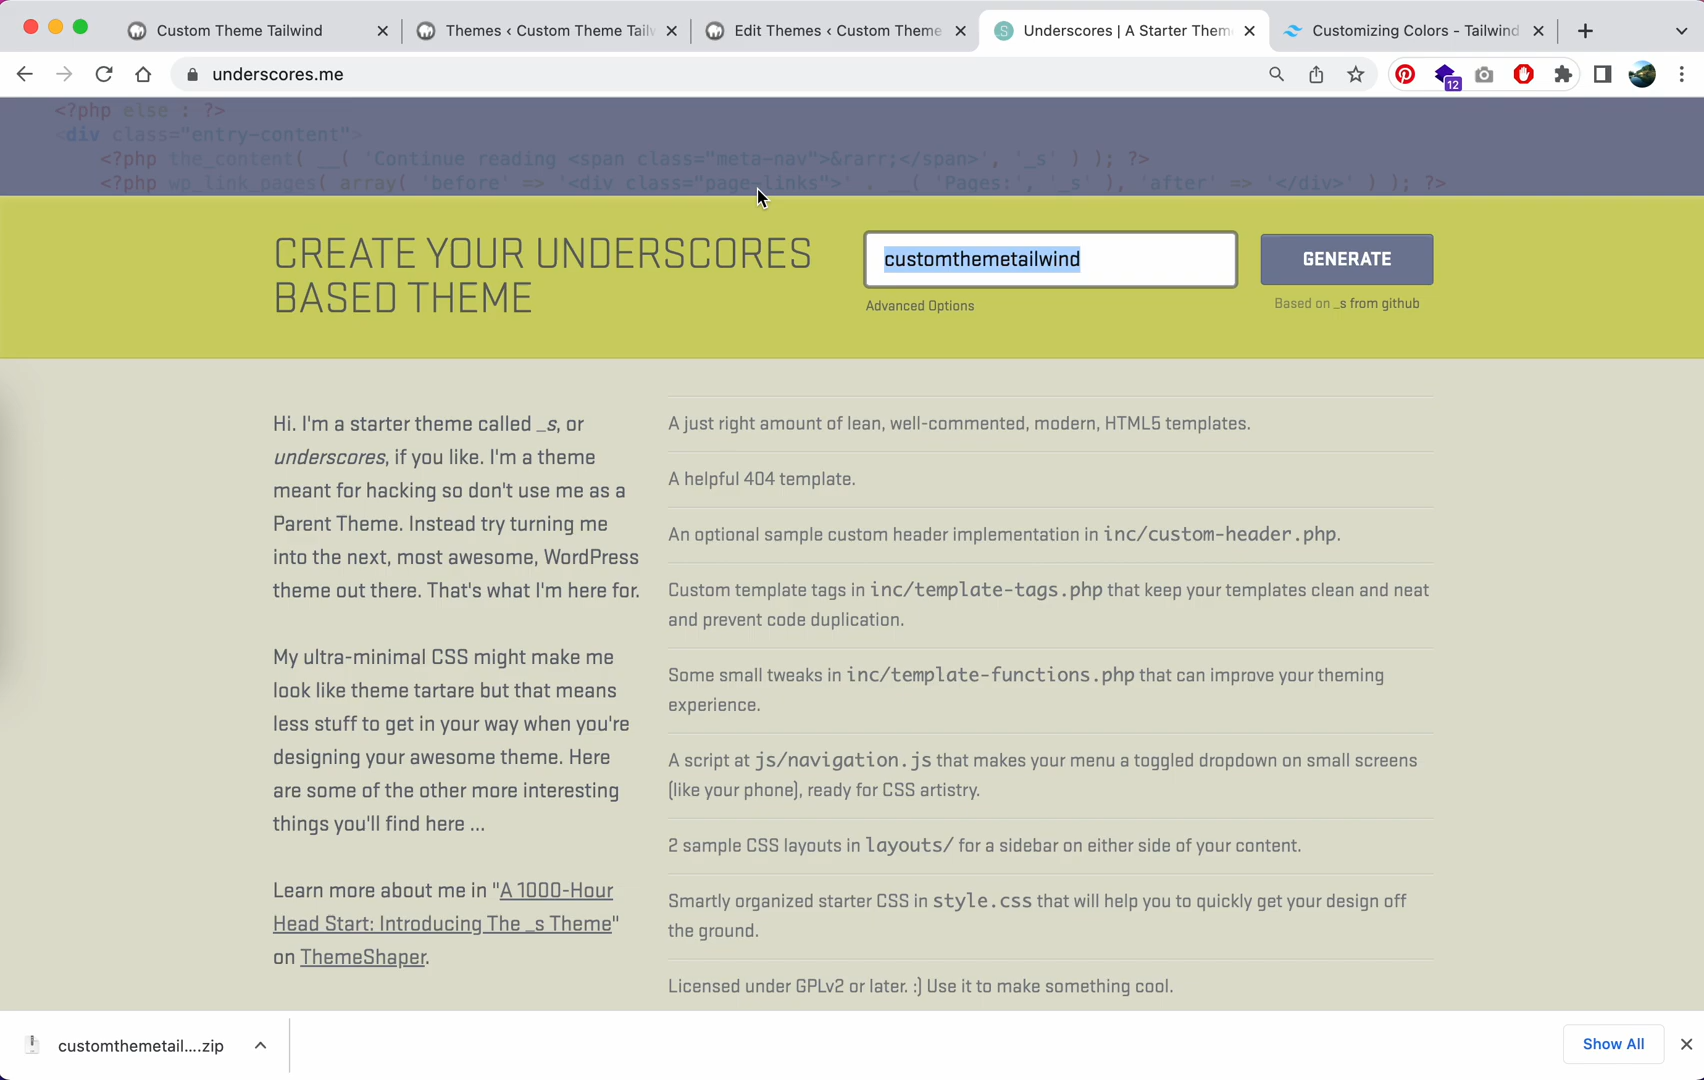 Custom Theme Tailwind
Themes ‹ Custom Theme Tail
Edit Themes ‹ Custom Theme
Underscores | A Starter Them
Customizing Colors - Tailwind
underscores.me
12
<?php else : ?>
<div class="entry-content">
<?php the_content( __( 'Continue reading <span class="meta-nav">&rarr;</span>', '_s' ) ); ?>
<?php wp_link_pages( array( 'before' => '<div class="page-links">' . __( 'Pages:', '_s' ), 'after' => '</div>' ) ); ?>
CREATE YOUR UNDERSCORES
BASED THEME
customthemetailwind
GENERATE
Advanced Options
Based on _s from github
Hi. I'm a starter theme called _s, or
underscores, if you like. I'm a theme
meant for hacking so don't use me as a
Parent Theme. Instead try turning me
into the next, most awesome, WordPress
theme out there. That's what I'm here for.
My ultra-minimal CSS might make me
look like theme tartare but that means
less stuff to get in your way when you're
designing your awesome theme. Here
are some of the other more interesting
things you'll find here ...
Learn more about me in "A 1000-Hour
Head Start: Introducing The _s Theme"
on ThemeShaper.
A just right amount of lean, well-commented, modern, HTML5 templates.
A helpful 404 template.
An optional sample custom header implementation in inc/custom-header.php.
Custom template tags in inc/template-tags.php that keep your templates clean and neat
and prevent code duplication.
Some small tweaks in inc/template-functions.php that can improve your theming
experience.
A script at js/navigation.js that makes your menu a toggled dropdown on small screens
(like your phone), ready for CSS artistry.
2 sample CSS layouts in layouts/ for a sidebar on either side of your content.
Smartly organized starter CSS in style.css that will help you to quickly get your design off
the ground.
Licensed under GPLv2 or later. :) Use it to make something cool.
customthemetail....zip
Show All